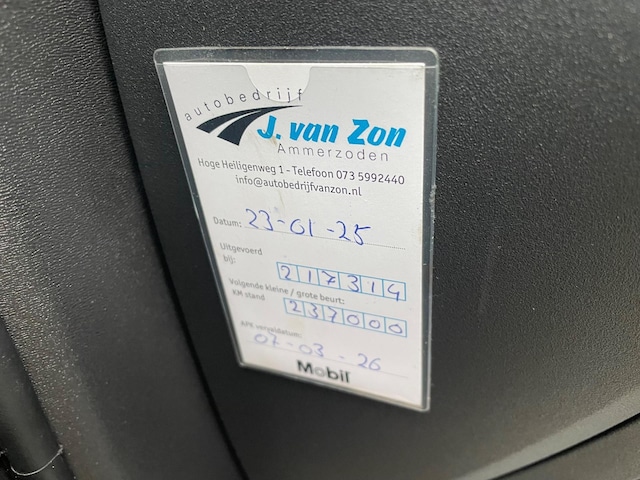 autobedrijf
J. van Zon
Ammerzoden
Hoge Heiligenweg 1 - Telefoon 073 5992440
info@autobedrijfvanzon.nl
Datum: 23-01-25
Uitgevoerd
bij: 217314
Volgende kleine / grote beurt:
KM stand 237000
APK vervaldatum:
07-03-26
Mobil